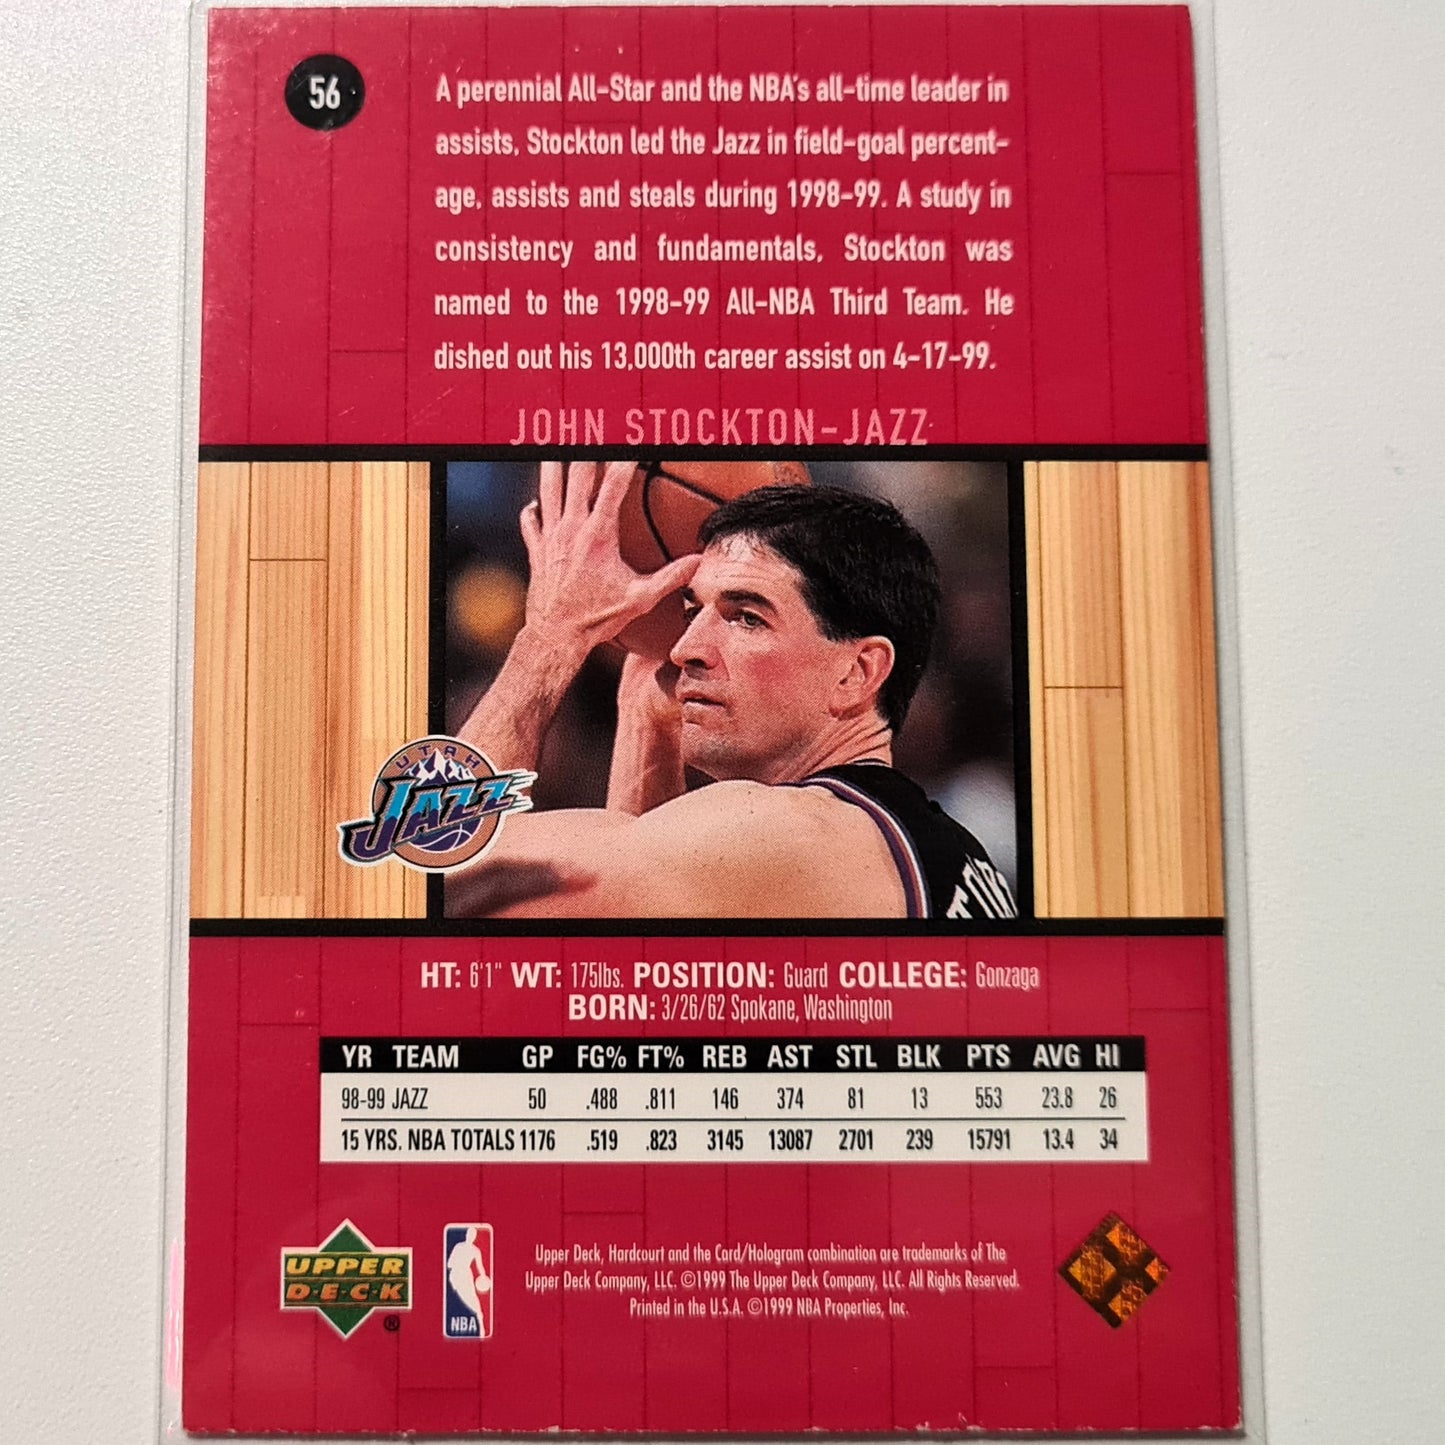 56
A perennial All-Star and the NBA's all-time leader in
assists, Stockton led the Jazz in field-goal percent-
age, assists and steals during 1998-99. A study in
consistency and fundamentals, Stockton was
named to the 1998-99 All-NBA Third Team. He
dished out his 13,000th career assist on 4-17-99.
JOHN STOCKTON-JAZZ
UTAH
JAZZ
HT: 6'1" WT: 175lbs. POSITION: Guard COLLEGE: Gonzaga
BORN: 3/26/62 Spokane, Washington
YR TEAM GP FG% FT% REB AST STL BLK PTS AVG HI
98-99 JAZZ 50 .488 .811 146 374 81 13 553 23.8 26
15 YRS. NBA TOTALS 1176 .519 .823 3145 13087 2701 239 15791 13.4 34
UPPER
D·E·C·K
®
NBA
Upper Deck, Hardcourt and the Card/Hologram combination are trademarks of The
Upper Deck Company, LLC. ©1999 The Upper Deck Company, LLC. All Rights Reserved.
Printed in the U.S.A. ©1999 NBA Properties, Inc.